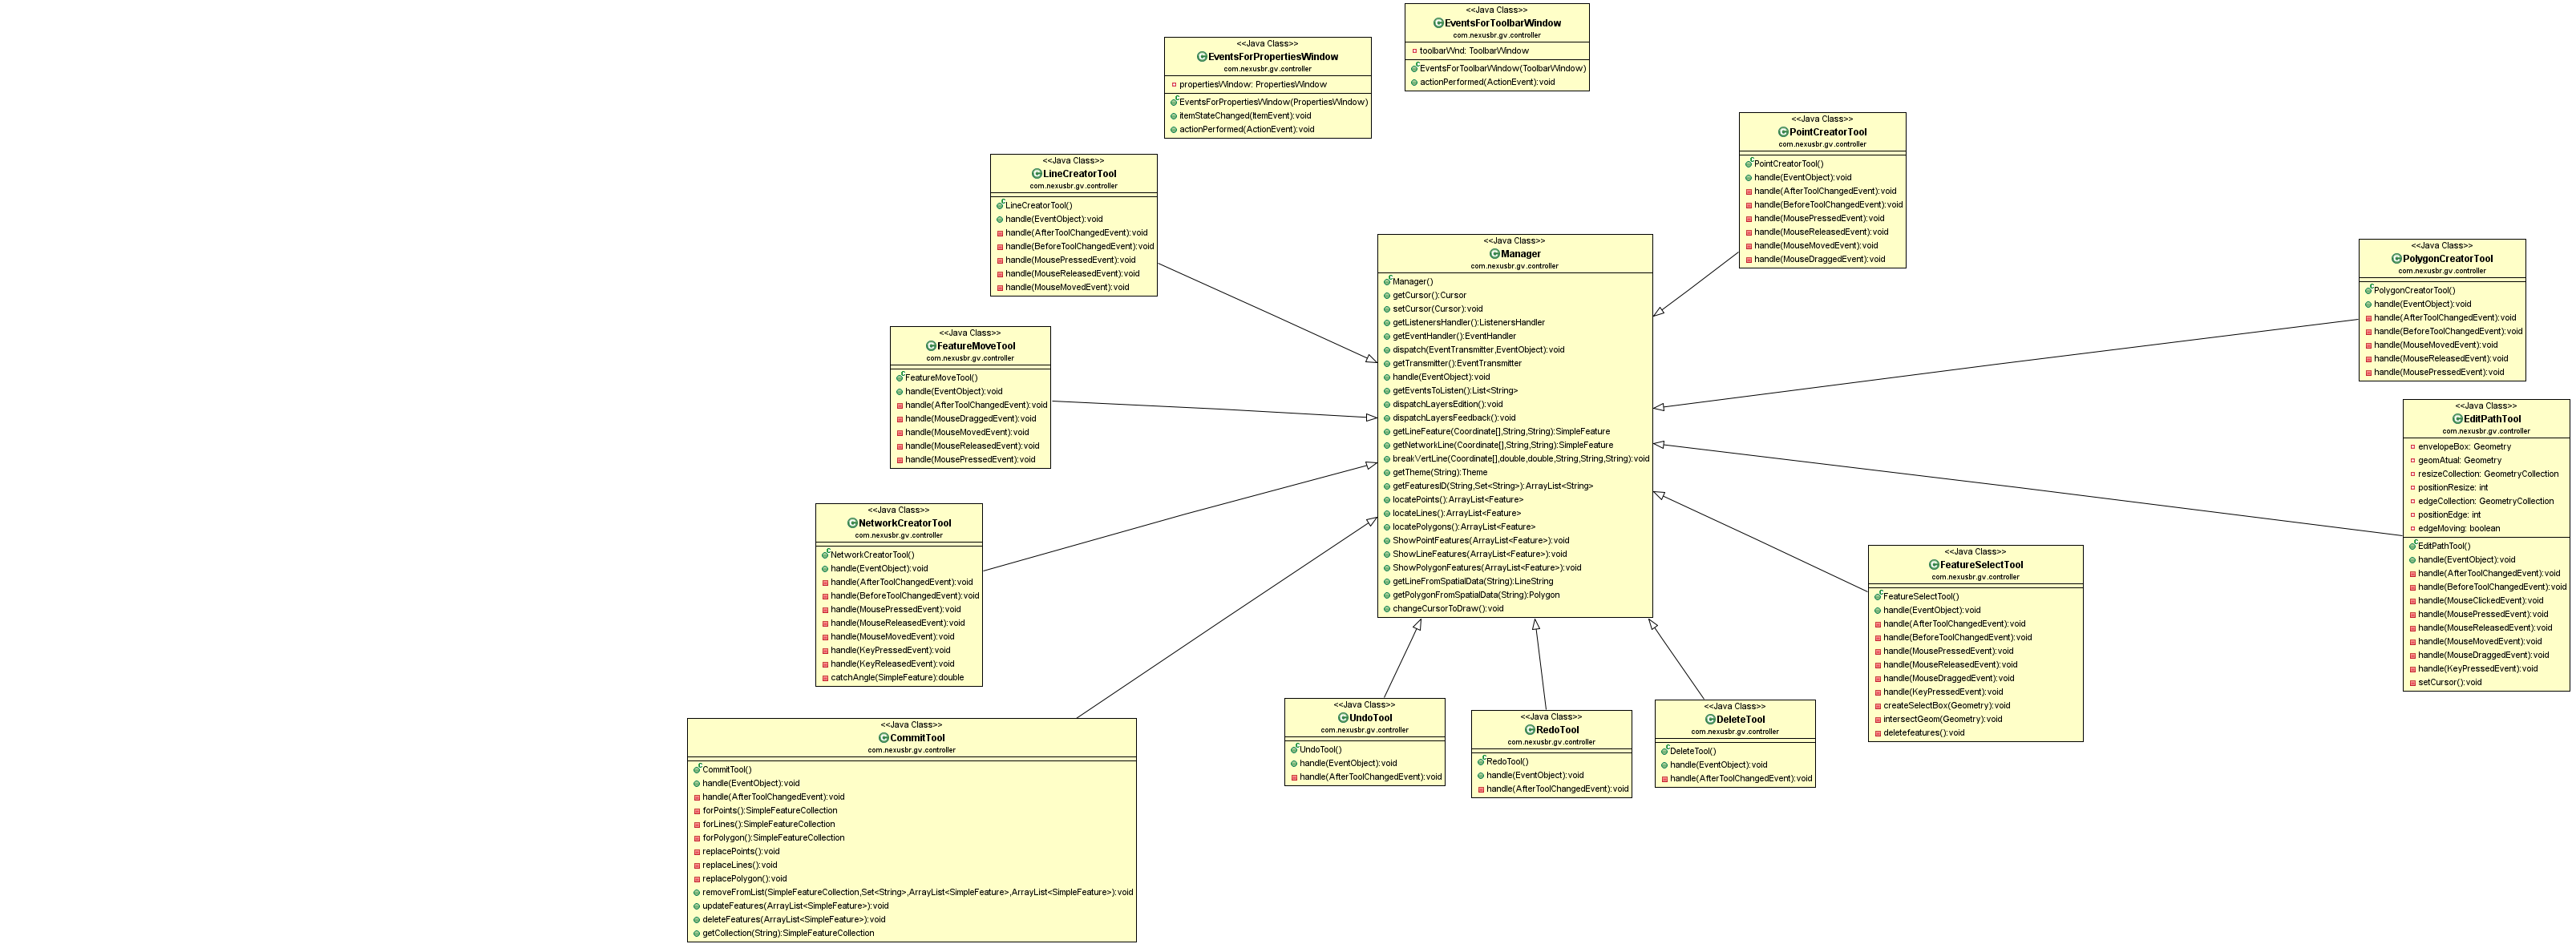 <<Java Class>>
EventsForToolbarWindow
com.nexusbr.gv.controller
toolbarWnd: ToolbarWindow
EventsForToolbarWindow(ToolbarWindow)
actionPerformed(ActionEvent):void
<<Java Class>>
EventsForPropertiesWindow
com.nexusbr.gv.controller
propertiesWindow: PropertiesWindow
EventsForPropertiesWindow(PropertiesWindow)
itemStateChanged(ItemEvent):void
actionPerformed(ActionEvent):void
<<Java Class>>
PointCreatorTool
com.nexusbr.gv.controller
PointCreatorTool()
handle(EventObject):void
handle(AfterToolChangedEvent):void
handle(BeforeToolChangedEvent):void
handle(MousePressedEvent):void
handle(MouseReleasedEvent):void
handle(MouseMovedEvent):void
handle(MouseDraggedEvent):void
<<Java Class>>
LineCreatorTool
com.nexusbr.gv.controller
LineCreatorTool()
handle(EventObject):void
handle(AfterToolChangedEvent):void
handle(BeforeToolChangedEvent):void
handle(MousePressedEvent):void
handle(MouseReleasedEvent):void
handle(MouseMovedEvent):void
<<Java Class>>
Manager
com.nexusbr.gv.controller
Manager()
getCursor():Cursor
setCursor(Cursor):void
getListenersHandler():ListenersHandler
getEventHandler():EventHandler
dispatch(EventTransmitter,EventObject):void
getTransmitter():EventTransmitter
handle(EventObject):void
getEventsToListen():List<String>
dispatchLayersEdition():void
dispatchLayersFeedback():void
getLineFeature(Coordinate[],String,String):SimpleFeature
getNetworkLine(Coordinate[],String,String):SimpleFeature
breakVertLine(Coordinate[],double,double,String,String,String):void
getTheme(String):Theme
getFeaturesID(String,Set<String>):ArrayList<String>
locatePoints():ArrayList<Feature>
locateLines():ArrayList<Feature>
locatePolygons():ArrayList<Feature>
ShowPointFeatures(ArrayList<Feature>):void
ShowLineFeatures(ArrayList<Feature>):void
ShowPolygonFeatures(ArrayList<Feature>):void
getLineFromSpatialData(String):LineString
getPolygonFromSpatialData(String):Polygon
changeCursorToDraw():void
<<Java Class>>
PolygonCreatorTool
com.nexusbr.gv.controller
PolygonCreatorTool()
handle(EventObject):void
handle(AfterToolChangedEvent):void
handle(BeforeToolChangedEvent):void
handle(MouseMovedEvent):void
handle(MouseReleasedEvent):void
handle(MousePressedEvent):void
<<Java Class>>
FeatureMoveTool
com.nexusbr.gv.controller
FeatureMoveTool()
handle(EventObject):void
handle(AfterToolChangedEvent):void
handle(MouseDraggedEvent):void
handle(MouseMovedEvent):void
handle(MouseReleasedEvent):void
handle(MousePressedEvent):void
<<Java Class>>
EditPathTool
com.nexusbr.gv.controller
envelopeBox: Geometry
geomAtual: Geometry
resizeCollection: GeometryCollection
positionResize: int
edgeCollection: GeometryCollection
positionEdge: int
edgeMoving: boolean
EditPathTool()
handle(EventObject):void
handle(AfterToolChangedEvent):void
handle(BeforeToolChangedEvent):void
handle(MouseClickedEvent):void
handle(MousePressedEvent):void
handle(MouseReleasedEvent):void
handle(MouseMovedEvent):void
handle(MouseDraggedEvent):void
handle(KeyPressedEvent):void
setCursor():void
<<Java Class>>
NetworkCreatorTool
com.nexusbr.gv.controller
NetworkCreatorTool()
handle(EventObject):void
handle(AfterToolChangedEvent):void
handle(BeforeToolChangedEvent):void
handle(MousePressedEvent):void
handle(MouseReleasedEvent):void
handle(MouseMovedEvent):void
handle(KeyPressedEvent):void
handle(KeyReleasedEvent):void
catchAngle(SimpleFeature):double
<<Java Class>>
FeatureSelectTool
com.nexusbr.gv.controller
FeatureSelectTool()
handle(EventObject):void
handle(AfterToolChangedEvent):void
handle(BeforeToolChangedEvent):void
handle(MousePressedEvent):void
handle(MouseReleasedEvent):void
handle(MouseDraggedEvent):void
handle(KeyPressedEvent):void
createSelectBox(Geometry):void
intersectGeom(Geometry):void
deletefeatures():void
<<Java Class>>
CommitTool
com.nexusbr.gv.controller
CommitTool()
handle(EventObject):void
handle(AfterToolChangedEvent):void
forPoints():SimpleFeatureCollection
forLines():SimpleFeatureCollection
forPolygon():SimpleFeatureCollection
replacePoints():void
replaceLines():void
replacePolygon():void
removeFromList(SimpleFeatureCollection,Set<String>,ArrayList<SimpleFeature>,ArrayList<SimpleFeature>):void
updateFeatures(ArrayList<SimpleFeature>):void
deleteFeatures(ArrayList<SimpleFeature>):void
getCollection(String):SimpleFeatureCollection
<<Java Class>>
UndoTool
com.nexusbr.gv.controller
UndoTool()
handle(EventObject):void
handle(AfterToolChangedEvent):void
<<Java Class>>
RedoTool
com.nexusbr.gv.controller
RedoTool()
handle(EventObject):void
handle(AfterToolChangedEvent):void
<<Java Class>>
DeleteTool
com.nexusbr.gv.controller
DeleteTool()
handle(EventObject):void
handle(AfterToolChangedEvent):void